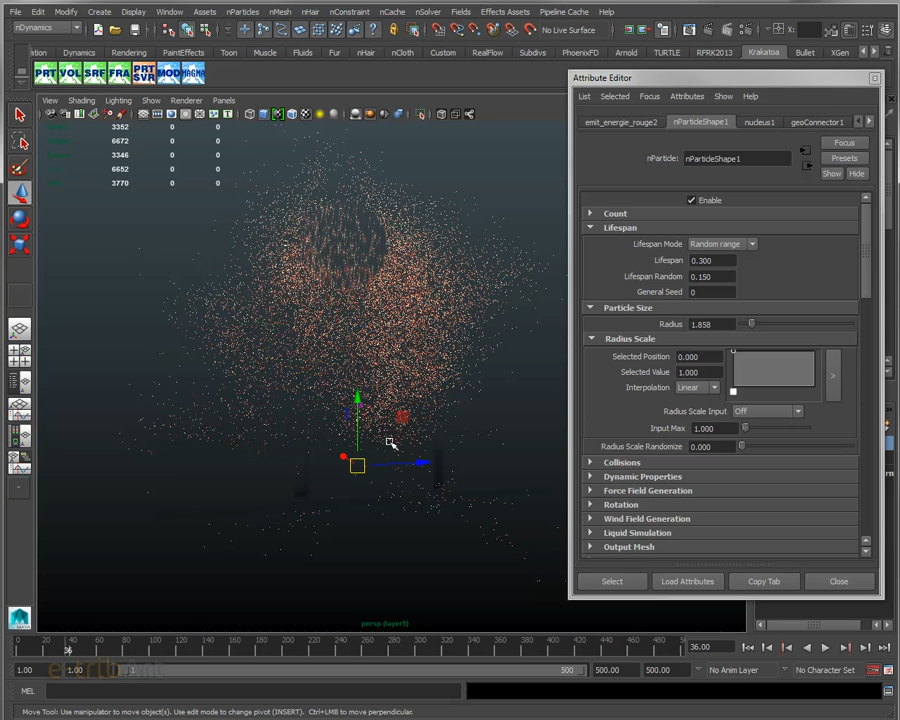 File Edit Modify Create Display Window Assets nParticles nMesh nHair nConstraint nCache nSolver Fields Effects Assets Pipeline Cache
nDynamics No Live Surface
Dynamics Rendering PaintEffects Toon Muscle Fluids Fur nHair nCloth Custom RealFlow Subdivs PhoenixFD Arnold TURTLE RFRK2013 Krakatoa Bullet XGen
PRT VOL SRF FRA PRT SVR MOD MAGMA
View Shading Lighting Show Renderer Panels
3352 0 0
6672 0 0
3346 0 0
6652 0 0
3770 0 0
persp (layer5)
Attribute Editor
List Selected Focus Attributes Show Help
emit_energie_rouge2 nParticleShape1 nucleus1 geoConnector1
Focus
nParticle: nParticleShape1 Presets
Show Hide
Enable
Count
Lifespan
Lifespan Mode Random range
Lifespan 0.300
Lifespan Random 0.150
General Seed 0
Particle Size
Radius 1.858
Radius Scale
Selected Position 0.000
Selected Value 1.000
Interpolation Linear
>
Radius Scale Input Off
Input Max 1.000
Radius Scale Randomize 0.000
Collisions
Dynamic Properties
Force Field Generation
Rotation
Wind Field Generation
Liquid Simulation
Output Mesh
Select Load Attributes Copy Tab Close
0 20 40 60 80 100 120 140 160 180 200 220 240 260 280 300 320 340 360 380 400 420 440 460 480
36 36.00
1.00 1.00 1 500 500.00 500.00 No Anim Layer No Character Set
MEL
Move Tool: Use manipulator to move object(s). Use edit mode to change pivot (INSERT). Ctrl+LMB to move perpendicular.